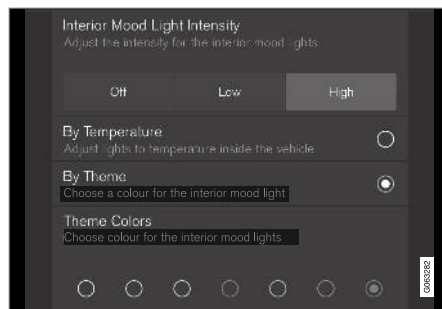 Interior Mood Light Intensity
Adjust the intensity for the interior mood lights
Off Low High
By Temperature
Adjust lights to temperature inside the vehicle
By Theme
Choose a colour for the interior mood light
Theme Colors
Choose colour for the interior mood lights
G063282